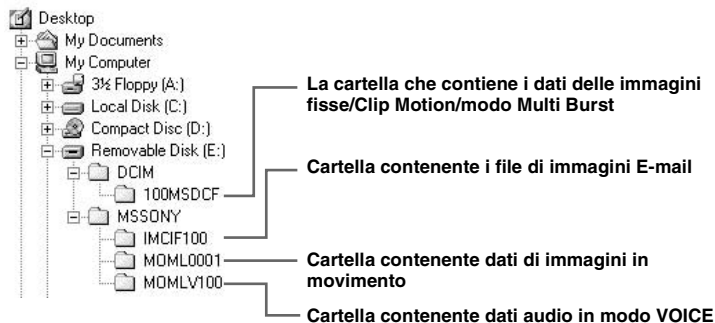 Desktop
My Documents
My Computer
3½ Floppy (A:)
Local Disk (C:)
Compact Disc (D:)
Removable Disk (E:)
DCIM
100MSDCF
MSSONY
IMCIF100
MOML0001
MOMLV100
La cartella che contiene i dati delle immagini
fisse/Clip Motion/modo Multi Burst
Cartella contenente i file di immagini E-mail
Cartella contenente dati di immagini in
movimento
Cartella contenente dati audio in modo VOICE